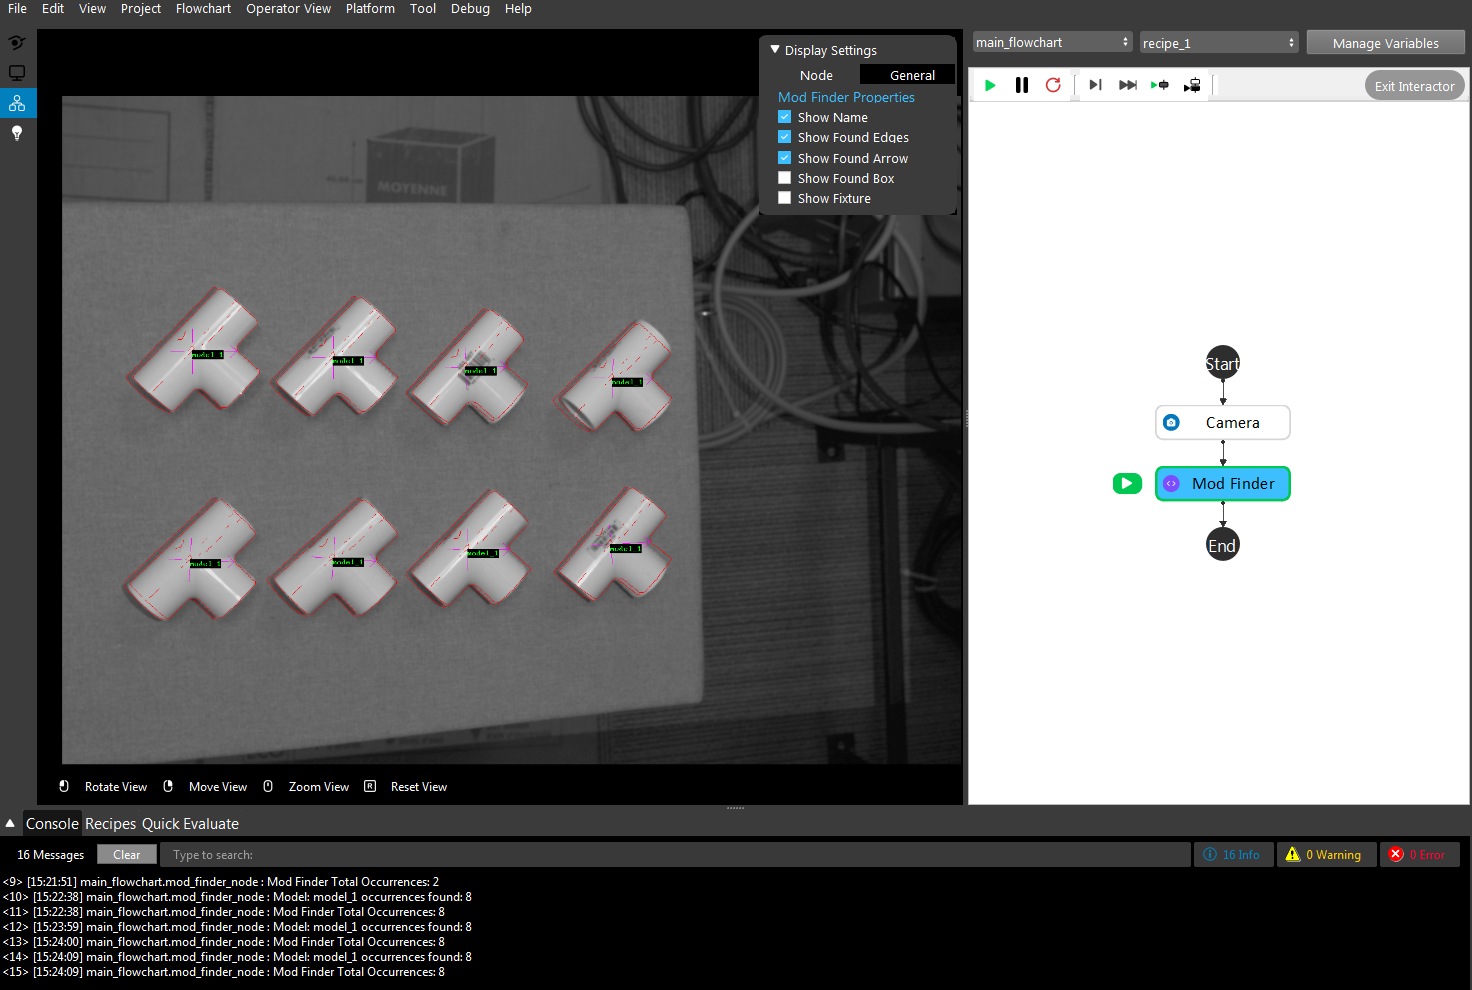 File Edit View Project Flowchart Operator View Platform Tool Debug Help
Display Settings
Node General
Mod Finder Properties
Show Name
Show Found Edges
Show Found Arrow
Show Found Box
Show Fixture
MOYENNE
model_1
model_1
model_1
model_1
model_1
model_1
model_1
model_1
Rotate View Move View Zoom View R Reset View
main_flowchart recipe_1 Manage Variables
Exit Interactor
Start
Camera
Mod Finder
End
Console Recipes Quick Evaluate
16 Messages Clear Type to search: 16 Info 0 Warning 0 Error
<9> [15:21:51] main_flowchart.mod_finder_node : Mod Finder Total Occurrences: 2
<10> [15:22:38] main_flowchart.mod_finder_node : Model: model_1 occurrences found: 8
<11> [15:22:38] main_flowchart.mod_finder_node : Mod Finder Total Occurrences: 8
<12> [15:23:59] main_flowchart.mod_finder_node : Model: model_1 occurrences found: 8
<13> [15:24:00] main_flowchart.mod_finder_node : Mod Finder Total Occurrences: 8
<14> [15:24:09] main_flowchart.mod_finder_node : Model: model_1 occurrences found: 8
<15> [15:24:09] main_flowchart.mod_finder_node : Mod Finder Total Occurrences: 8